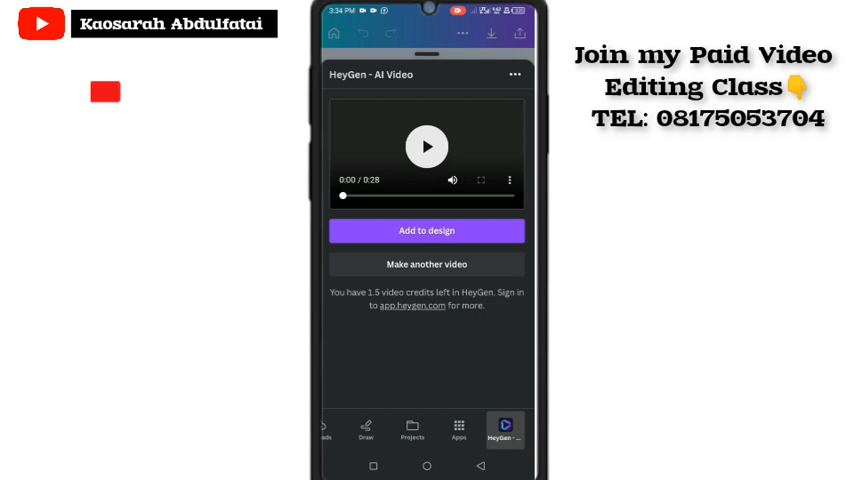 Kaosarah Abdulfatai
Join my Paid Video
Editing Class👇
TEL: 08175053704
3:34 PM
HeyGen - AI Video
0:00 / 0:28
Add to design
Make another video
You have 1.5 video credits left in HeyGen. Sign in
to app.heygen.com for more.
ads
Draw
Projects
Apps
HeyGen - ...